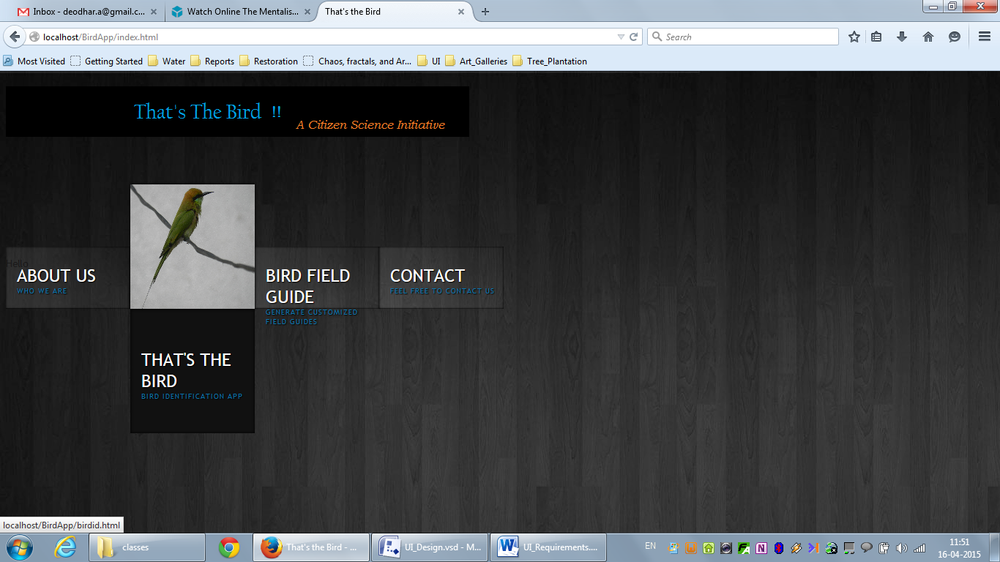 Inbox - deodhar.a@gmail.c...
Watch Online The Mentalis...
That's the Bird
localhost/BirdApp/index.html
Search
Most Visited
Getting Started
Water
Reports
Restoration
Chaos, fractals, and Ar...
UI
Art_Galleries
Tree_Plantation
That's The Bird !!
A Citizen Science Initiative
Hello
ABOUT US
WHO WE ARE
BIRD FIELD
GUIDE
GENERATE CUSTOMIZED
FIELD GUIDES
CONTACT
FEEL FREE TO CONTACT US
THAT'S THE
BIRD
BIRD IDENTIFICATION APP
localhost/BirdApp/birdid.html
classes
That's the Bird - ...
UI_Design.vsd - M...
UI_Requirements....
EN
11:51
16-04-2015